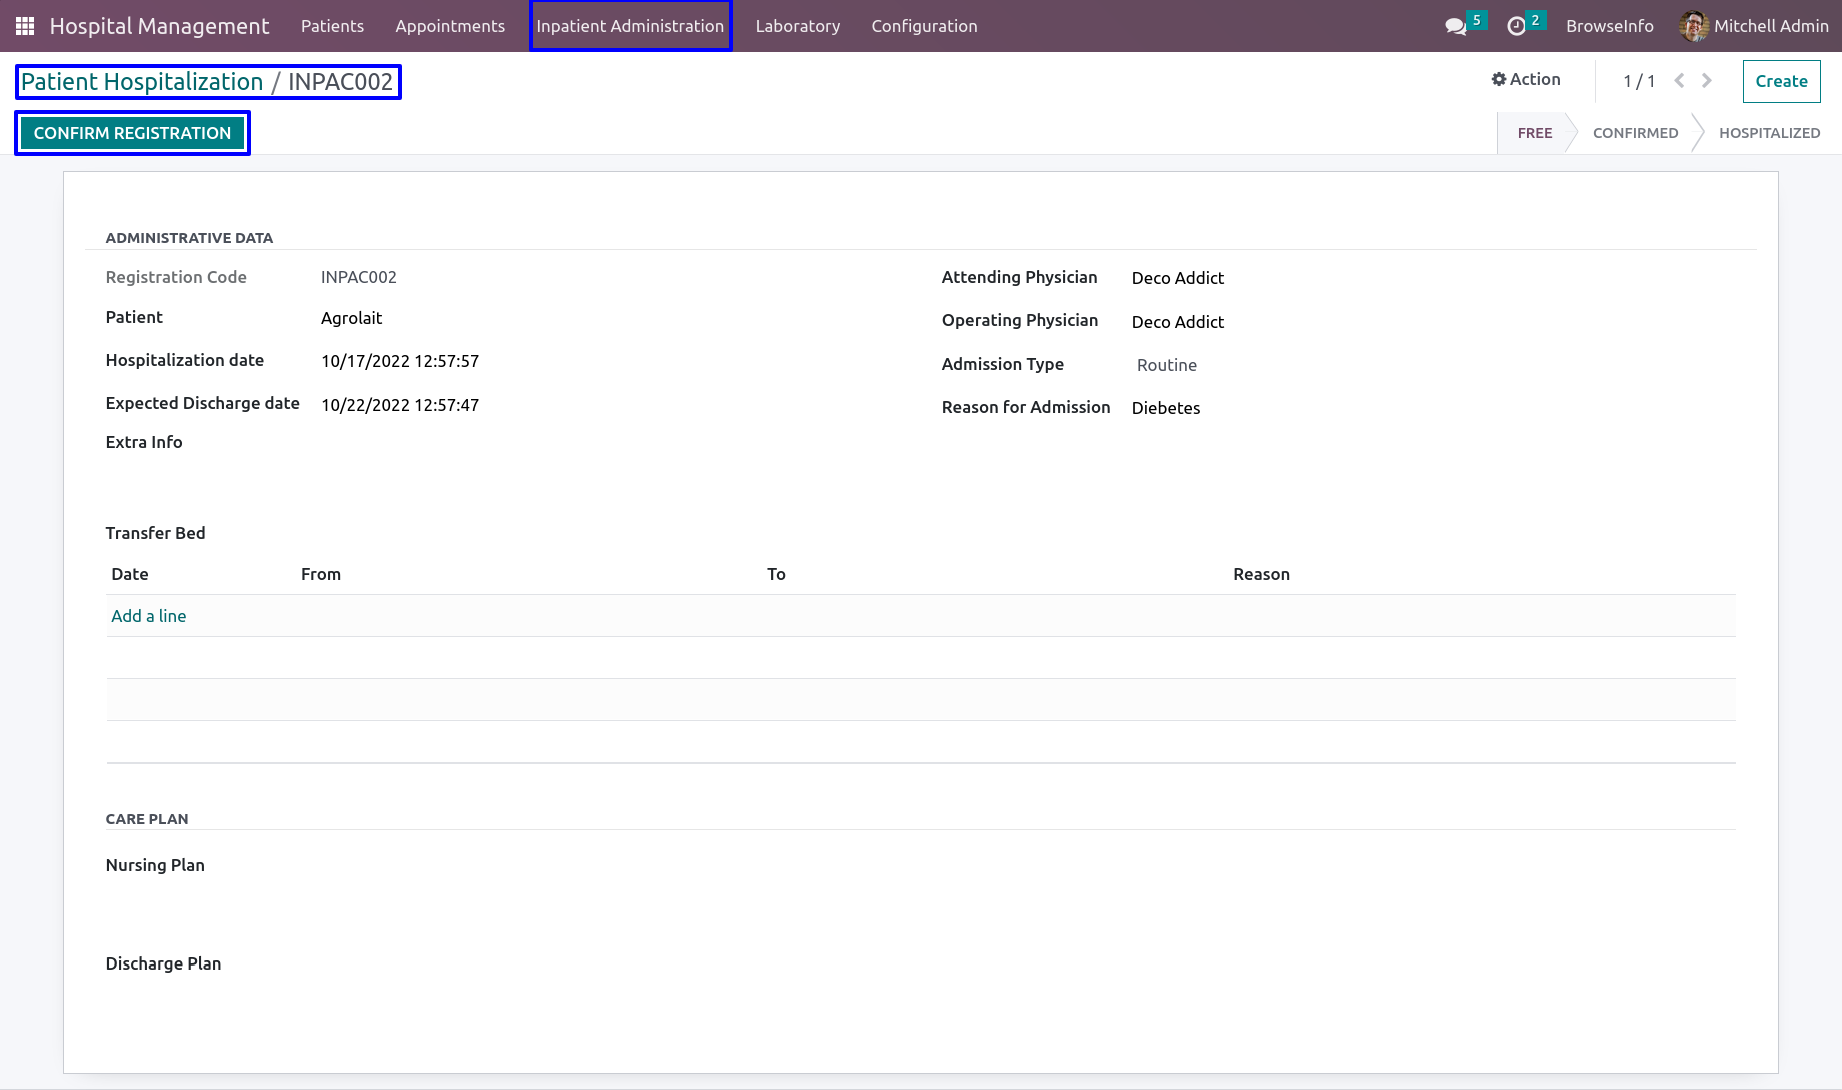 Hospital Management Patients Appointments Inpatient Administration Laboratory Configuration 5 2 BrowseInfo Mitchell Admin
Patient Hospitalization / INPAC002 Action 1 / 1 Create
CONFIRM REGISTRATION FREE CONFIRMED HOSPITALIZED
ADMINISTRATIVE DATA
Registration Code INPAC002 Attending Physician Deco Addict
Patient Agrolait Operating Physician Deco Addict
Hospitalization date 10/17/2022 12:57:57 Admission Type Routine
Expected Discharge date 10/22/2022 12:57:47 Reason for Admission Diebetes
Extra Info
Transfer Bed
Date From To Reason
Add a line
CARE PLAN
Nursing Plan
Discharge Plan